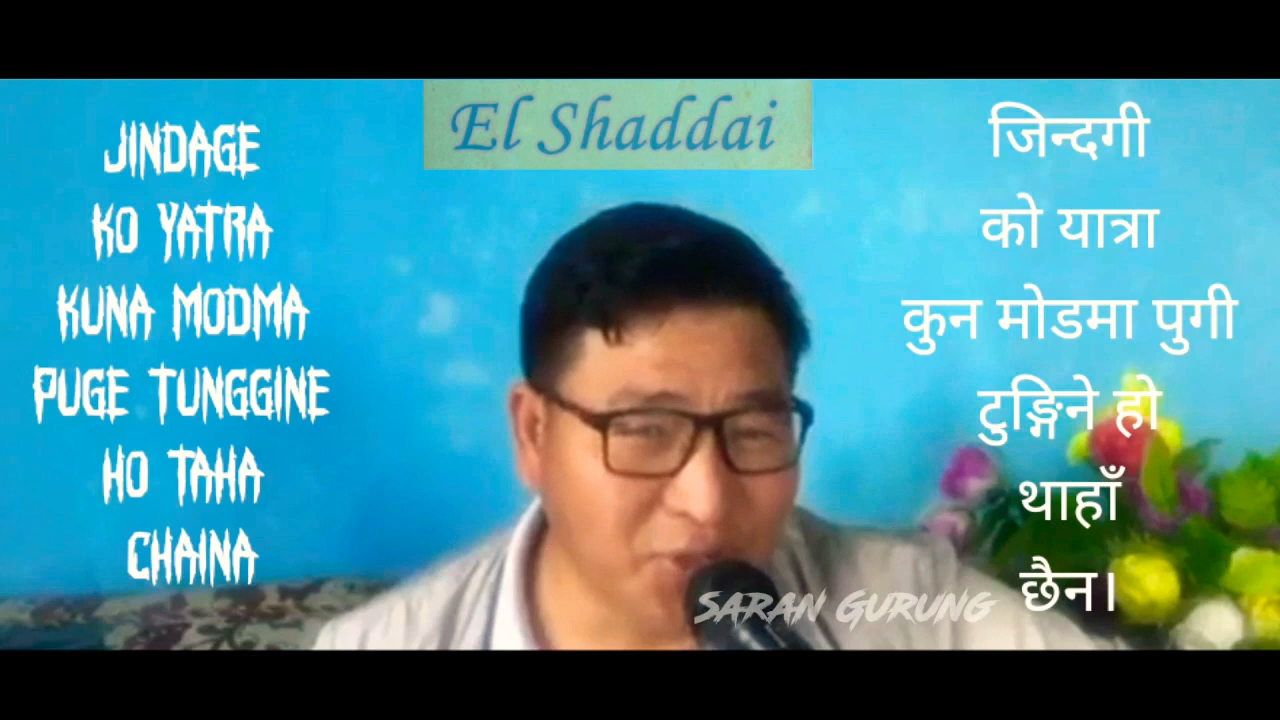 El Shaddai
JINDAGE
KO YATRA
KUNA MODMA
PUGE TUNGGINE
HO TAHA
CHAINA
जिन्दगी
को यात्रा
कुन मोडमा पुगी
टुङ्गिने हो
थाहाँ
छैन।
SARAN GURUNG